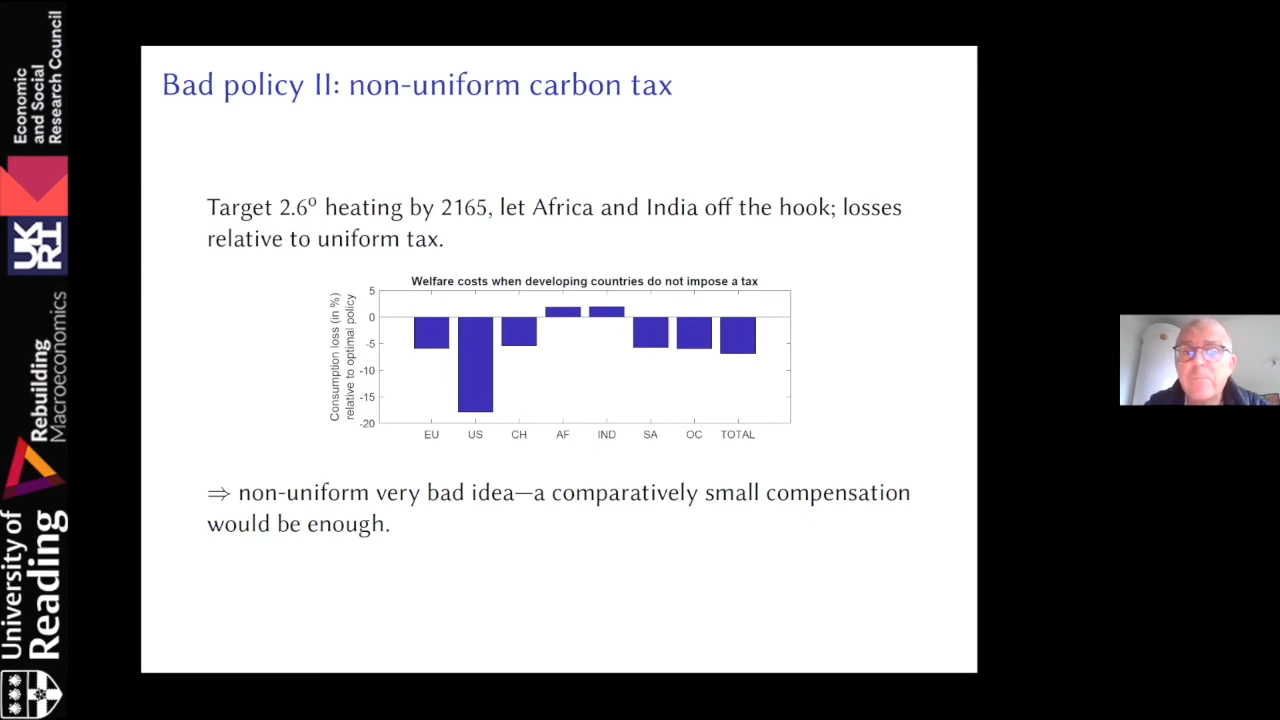 Economic
and Social
Research Council
UK
RI
Rebuilding
Macroeconomics
University of
Reading
Bad policy II: non-uniform carbon tax
Target 2.6° heating by 2165, let Africa and India off the hook; losses
relative to uniform tax.
Welfare costs when developing countries do not impose a tax
Consumption loss (in %)
relative to optimal policy
5
0
-5
-10
-15
-20
EU US CH AF IND SA OC TOTAL
⇒ non-uniform very bad idea—a comparatively small compensation
would be enough.